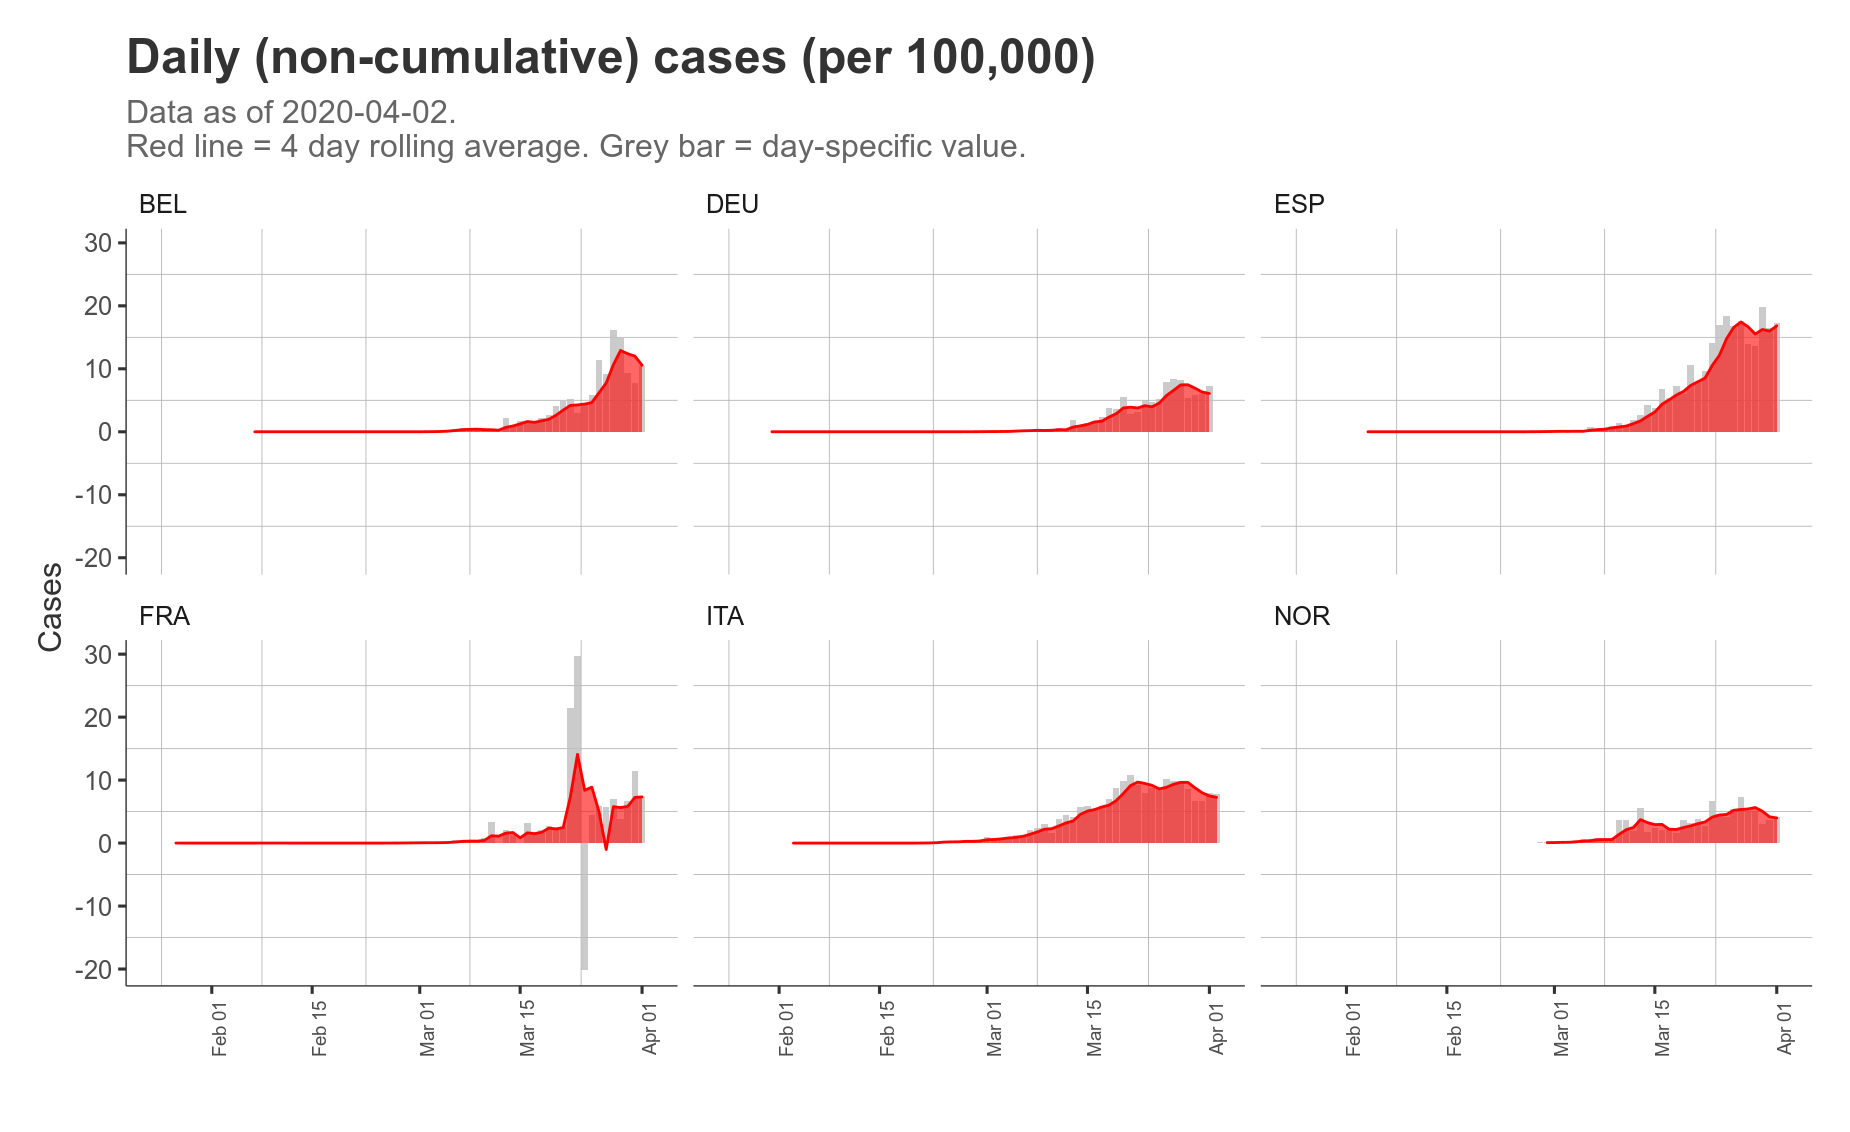 Daily (non-cumulative) cases (per 100,000)
Data as of 2020-04-02.
Red line = 4 day rolling average. Grey bar = day-specific value.
BEL
DEU
ESP
30
20
10
0
-10
-20
Cases
FRA
ITA
NOR
30
20
10
0
-10
-20
Feb 01
Feb 15
Mar 01
Mar 15
Apr 01
Feb 01
Feb 15
Mar 01
Mar 15
Apr 01
Feb 01
Feb 15
Mar 01
Mar 15
Apr 01